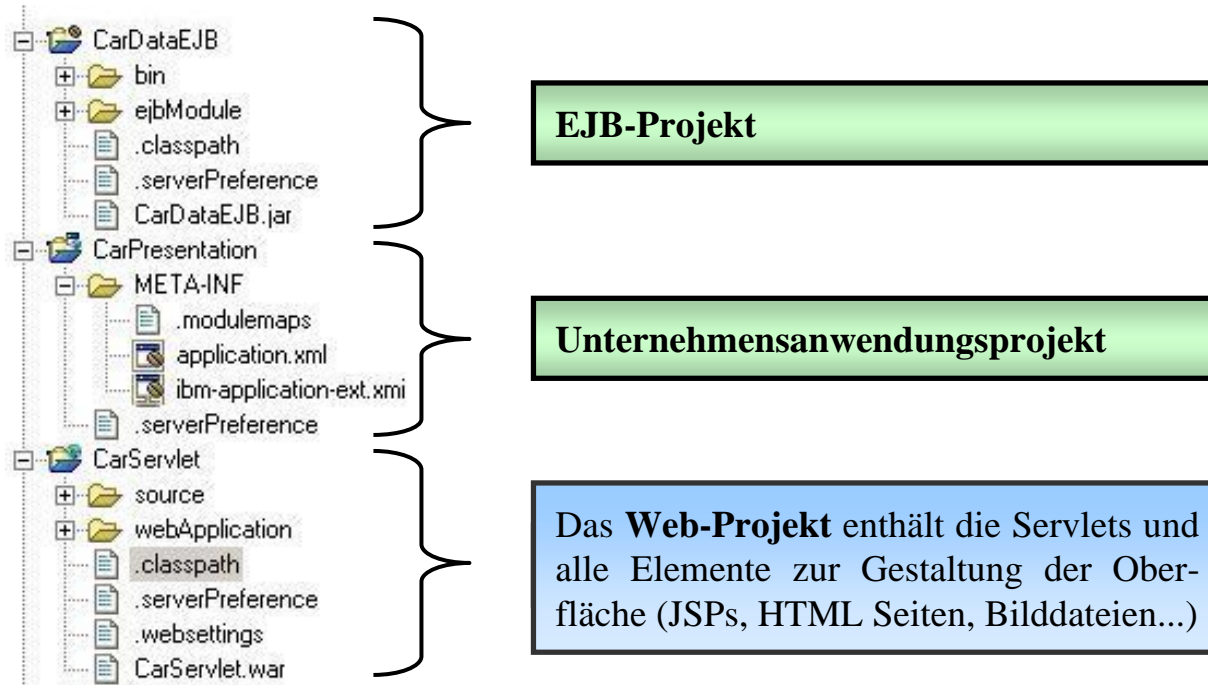 CarDataEJB
bin
ejbModule
.classpath
.serverPreference
CarDataEJB.jar
EJB-Projekt
CarPresentation
META-INF
.modulemaps
application.xml
ibm-application-ext.xmi
.serverPreference
Unternehmensanwendungsprojekt
CarServlet
source
webApplication
.classpath
.serverPreference
.websettings
CarServlet.war
Das Web-Projekt enthält die Servlets und
alle Elemente zur Gestaltung der Ober-
fläche (JSPs, HTML Seiten, Bilddateien...)